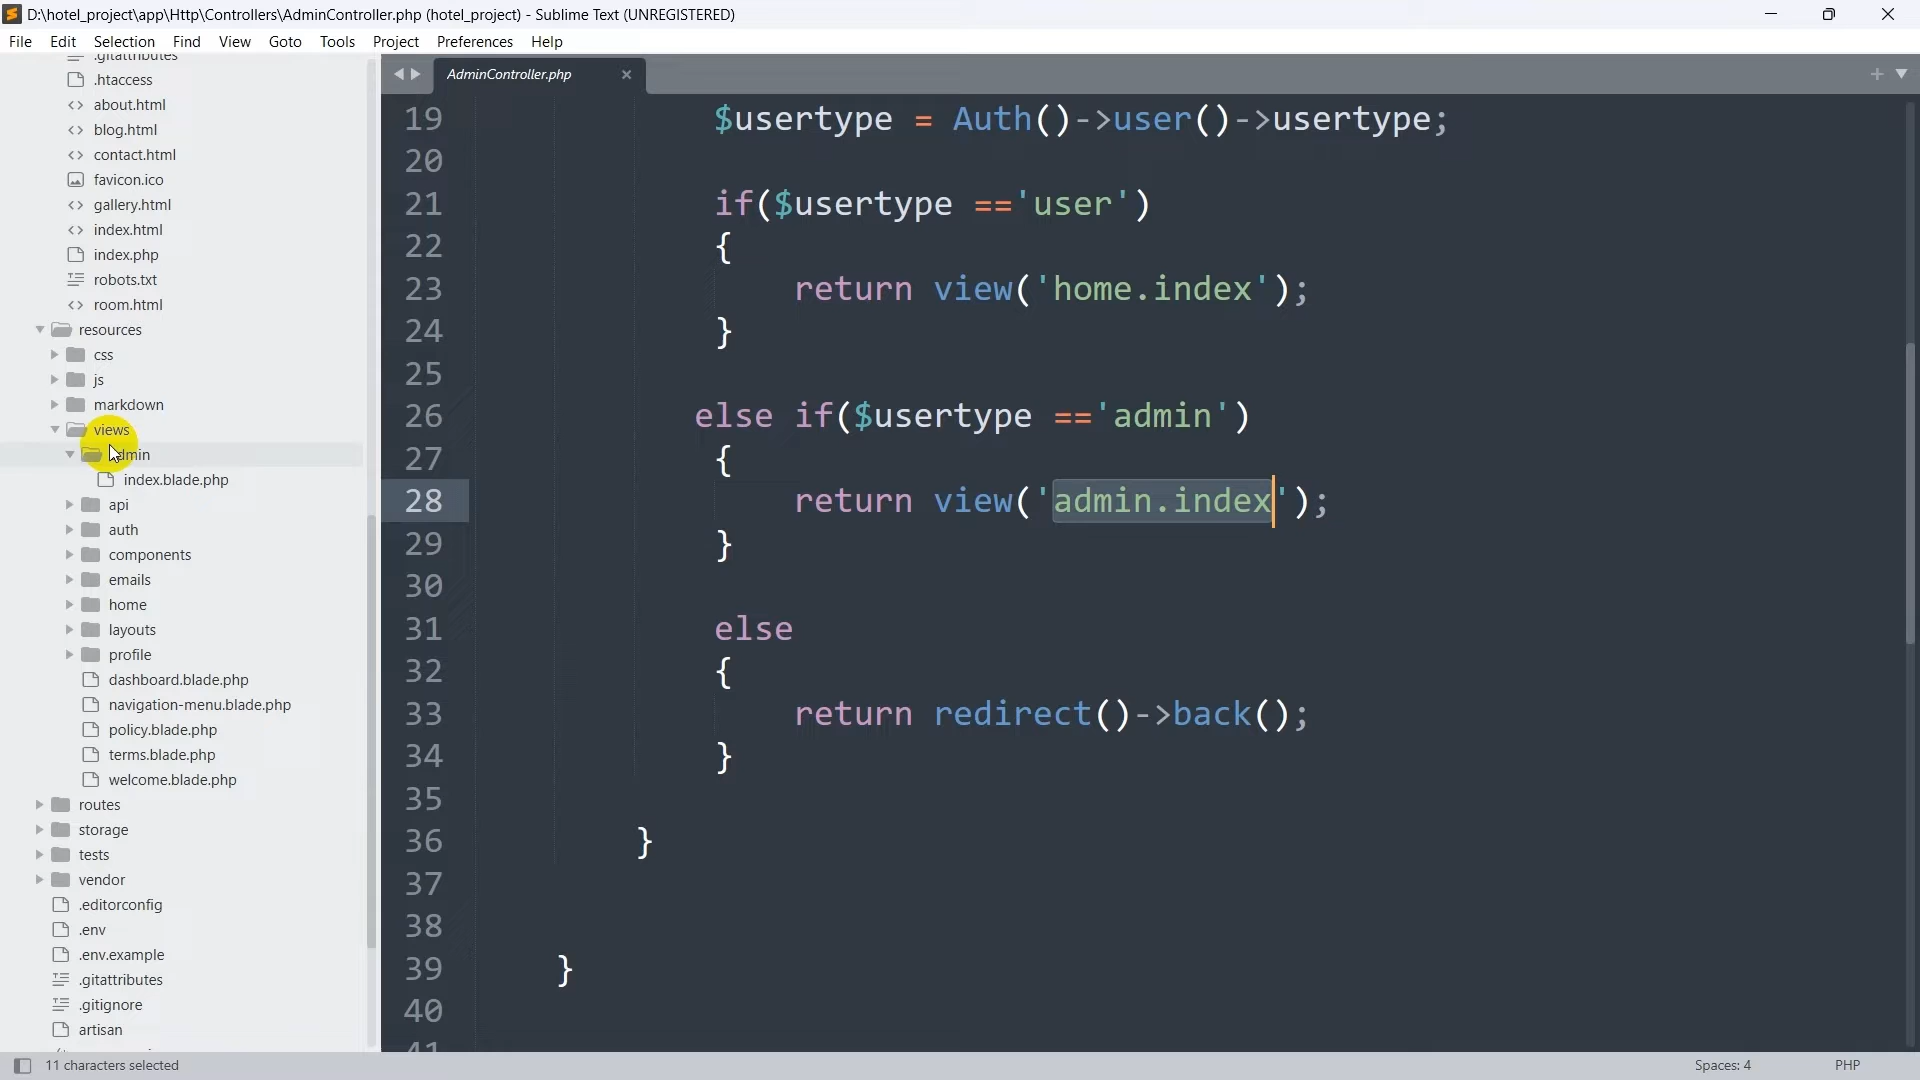 D:\hotel_project\app\Http\Controllers\AdminController.php (hotel_project) - Sublime Text (UNREGISTERED)
File Edit Selection Find View Goto Tools Project Preferences Help
.gitattributes
.htaccess
about.html
blog.html
contact.html
favicon.ico
gallery.html
index.html
index.php
robots.txt
room.html
resources
css
js
markdown
views
admin
index.blade.php
api
auth
components
emails
home
layouts
profile
dashboard.blade.php
navigation-menu.blade.php
policy.blade.php
terms.blade.php
welcome.blade.php
routes
storage
tests
vendor
.editorconfig
.env
.env.example
.gitattributes
.gitignore
artisan
AdminController.php
19 $usertype = Auth()->user()->usertype;
20
21 if($usertype =='user')
22 {
23 return view('home.index');
24 }
25
26 else if($usertype =='admin')
27 {
28 return view('admin.index');
29 }
30
31 else
32 {
33 return redirect()->back();
34 }
35
36 }
37
38
39 }
40
41
11 characters selected
Spaces: 4
PHP